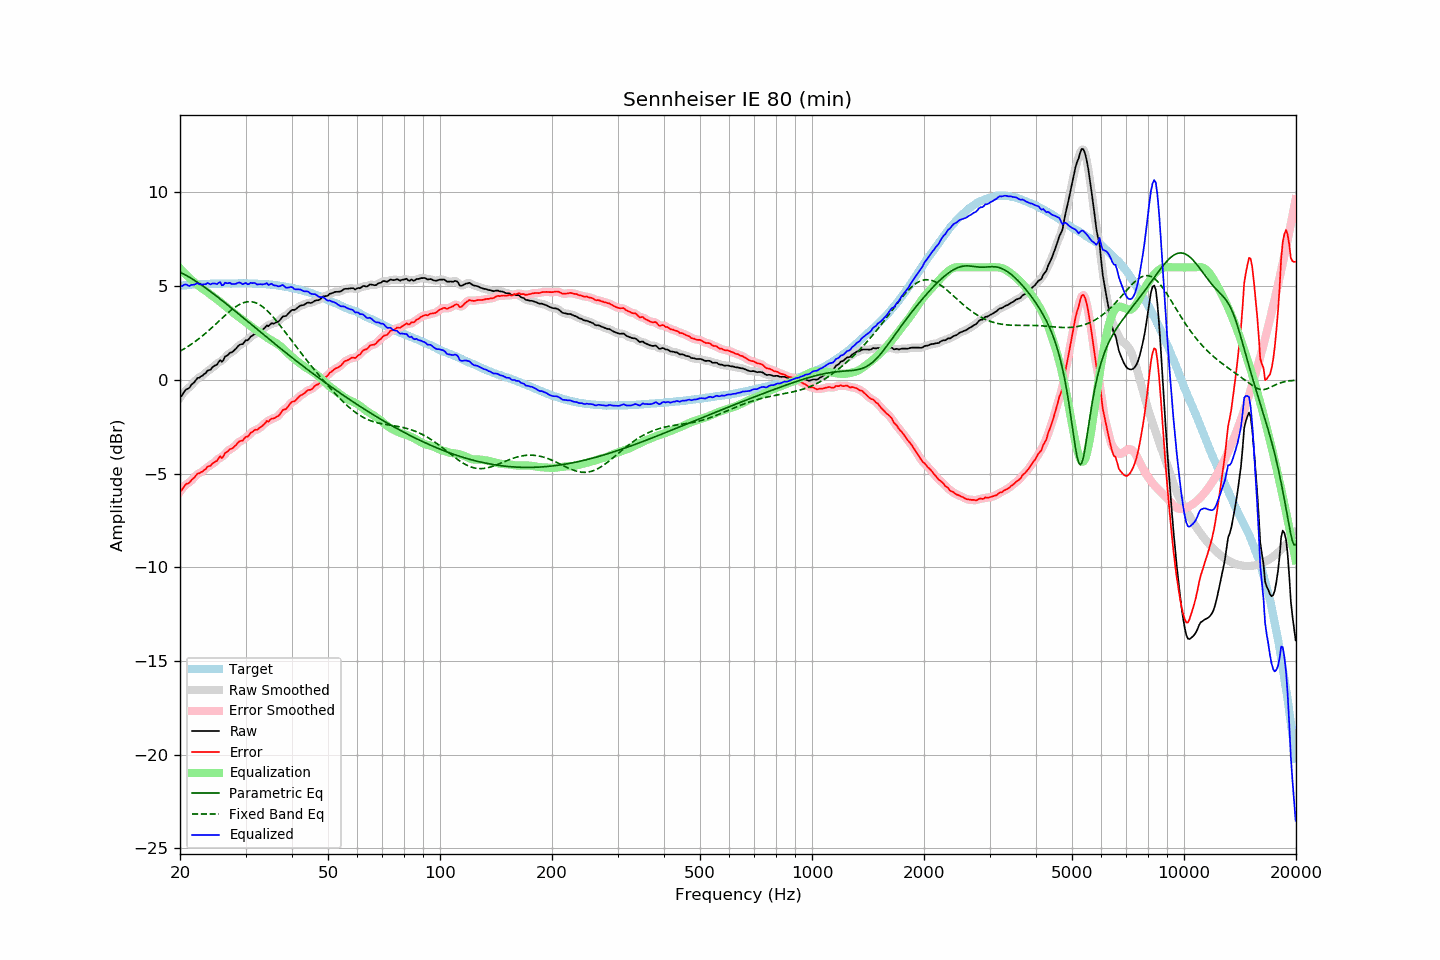 Sennheiser IE 80 (min)
Amplitude (dBr)
10
5
0
−5
−10
−15
−20
−25
Target
Raw Smoothed
Error Smoothed
Raw
Error
Equalization
Parametric Eq
Fixed Band Eq
Equalized
20 50 100 200 500 1000 2000 5000 10000 20000
Frequency (Hz)